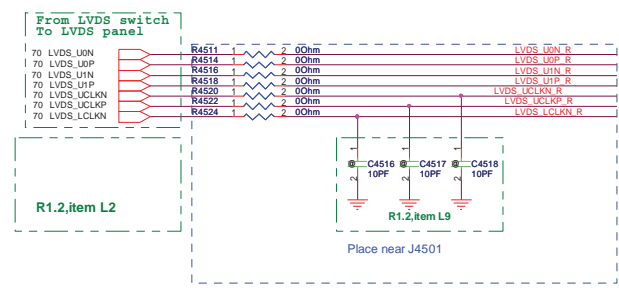 From LVDS switch
To LVDS panel
70 LVDS_U0N R4511 1 2 0Ohm LVDS_U0N_R
70 LVDS_U0P R4514 1 2 0Ohm LVDS_U0P_R
70 LVDS_U1N R4516 1 2 0Ohm LVDS_U1N_R
70 LVDS_U1P R4518 1 2 0Ohm LVDS_U1P_R
70 LVDS_UCLKN R4520 1 2 0Ohm LVDS_UCLKN_R
70 LVDS_UCLKP R4522 1 2 0Ohm LVDS_UCLKP_R
70 LVDS_LCLKN R4524 1 2 0Ohm LVDS_LCLKN_R
1 1 1
@ C4516 @ C4517 @ C4518
10PF 10PF 10PF
2 2 2
R1.2,item L2
R1.2,item L9
Place near J4501